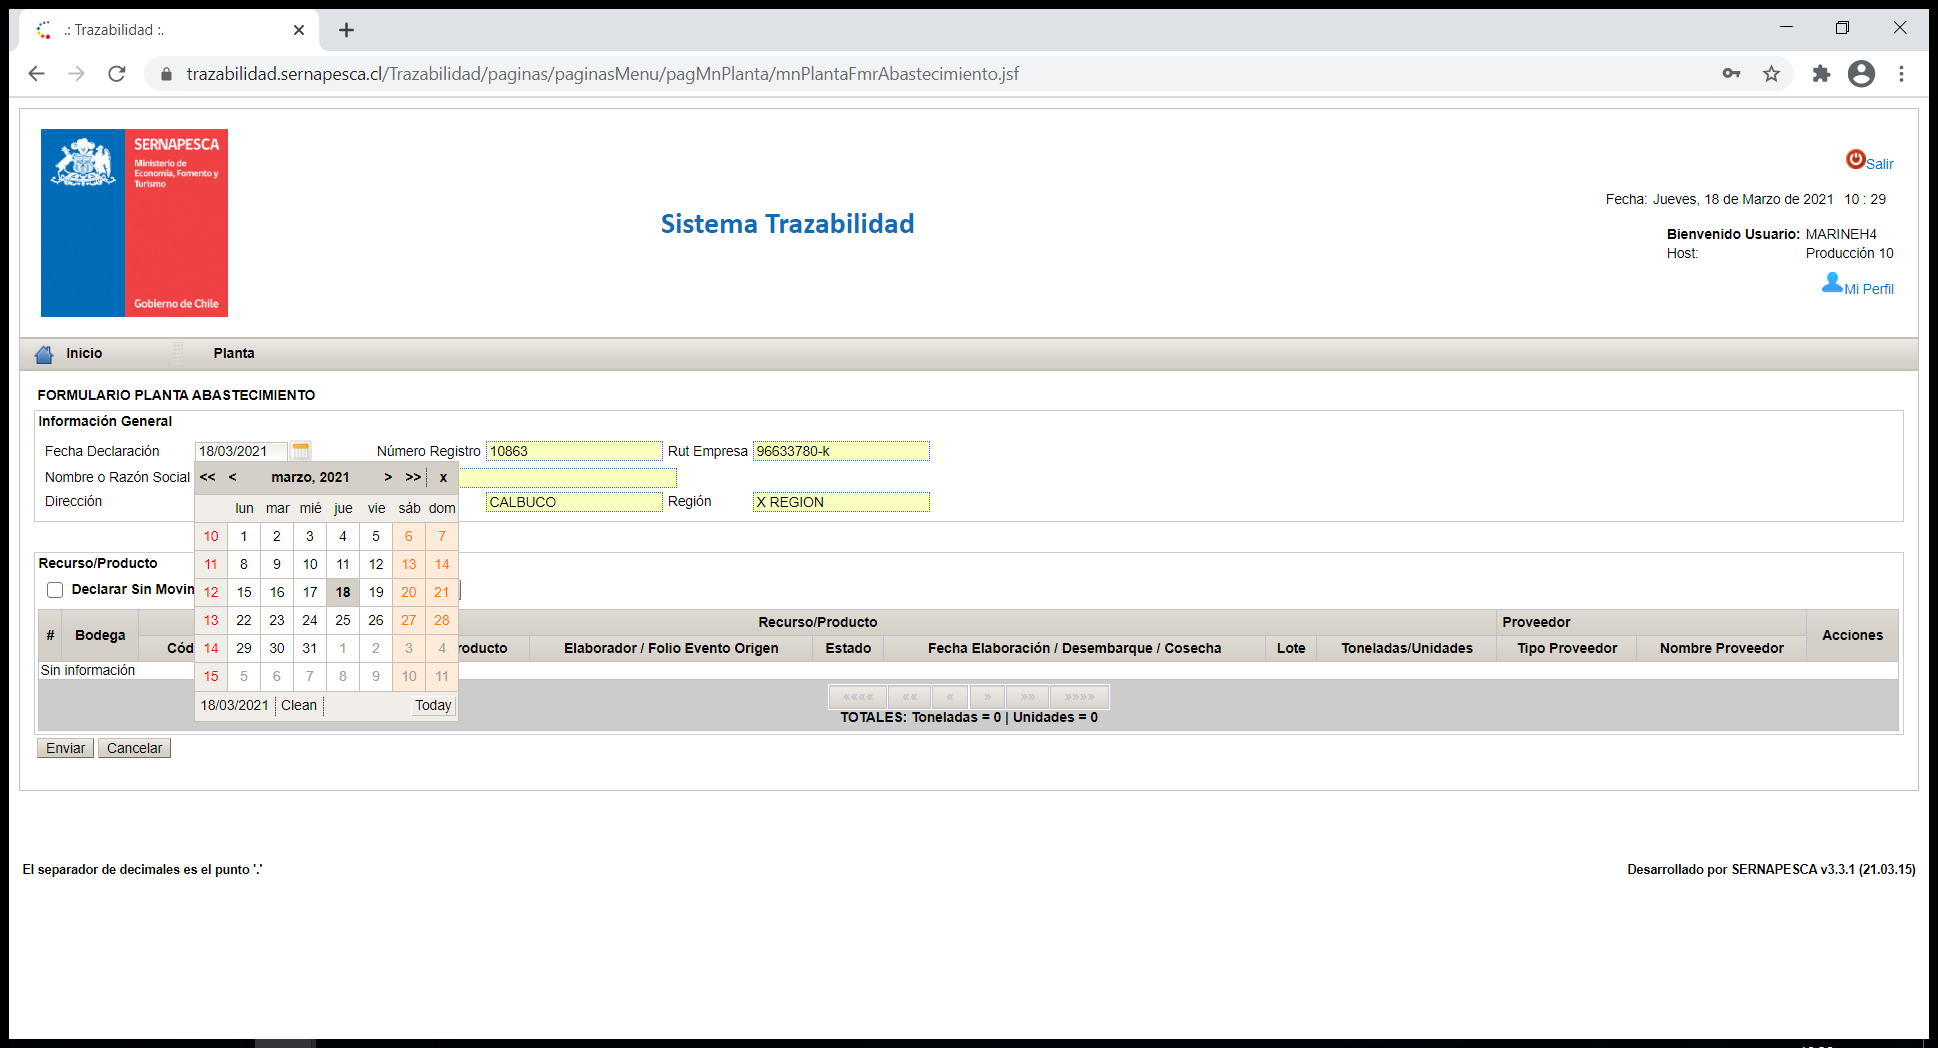 .: Trazabilidad :.
trazabilidad.sernapesca.cl/Trazabilidad/paginas/paginasMenu/pagMnPlanta/mnPlantaFmrAbastecimiento.jsf
SERNAPESCA
Ministerio de
Economía, Fomento y
Turismo
Gobierno de Chile
Sistema Trazabilidad
Salir
Fecha: Jueves, 18 de Marzo de 2021 10 : 29
Bienvenido Usuario: MARINEH4
Host: Producción 10
Mi Perfil
Inicio Planta
FORMULARIO PLANTA ABASTECIMIENTO
Información General
Fecha Declaración 18/03/2021 Número Registro 10863 Rut Empresa 96633780-k
Nombre o Razón Social
Dirección CALBUCO Región X REGION
<< < marzo, 2021 > >> x
lun mar mié jue vie sáb dom
10 1 2 3 4 5 6 7
11 8 9 10 11 12 13 14
12 15 16 17 18 19 20 21
13 22 23 24 25 26 27 28
14 29 30 31 1 2 3 4
15 5 6 7 8 9 10 11
18/03/2021 Clean Today
Recurso/Producto
Declarar Sin Movin
Recurso/Producto Proveedor
# Bodega Acciones
Cód roducto Elaborador / Folio Evento Origen Estado Fecha Elaboración / Desembarque / Cosecha Lote Toneladas/Unidades Tipo Proveedor Nombre Proveedor
Sin información
«««« «« « » »» »»»»
TOTALES: Toneladas = 0 | Unidades = 0
Enviar Cancelar
El separador de decimales es el punto '.'
Desarrollado por SERNAPESCA v3.3.1 (21.03.15)